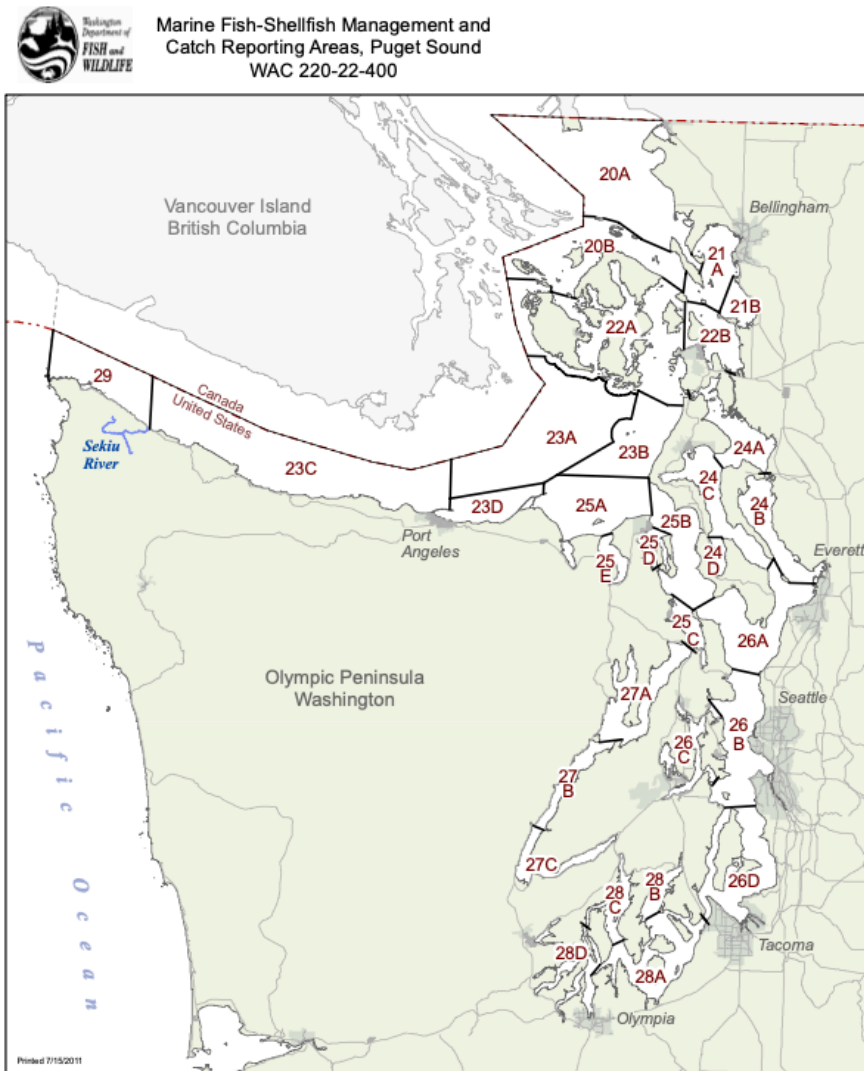 Washington
Department of
FISH and
WILDLIFE
Marine Fish-Shellfish Management and
Catch Reporting Areas, Puget Sound
WAC 220-22-400
Vancouver Island
British Columbia
20A
Bellingham
20B
21
A
21B
22A
22B
29
Canada
United States
Sekiu
River
23A
23B
23C
23D
24A
24
C
24
B
25A
25B
Port
Angeles
25
D
25
E
24
D
Everett
25
C
26A
Olympic Peninsula
Washington
27A
Seattle
26
B
26
C
27
B
27C
26D
28
C
28
B
28D
28A
Tacoma
Olympia
Pacific Ocean
Printed 7/15/2011